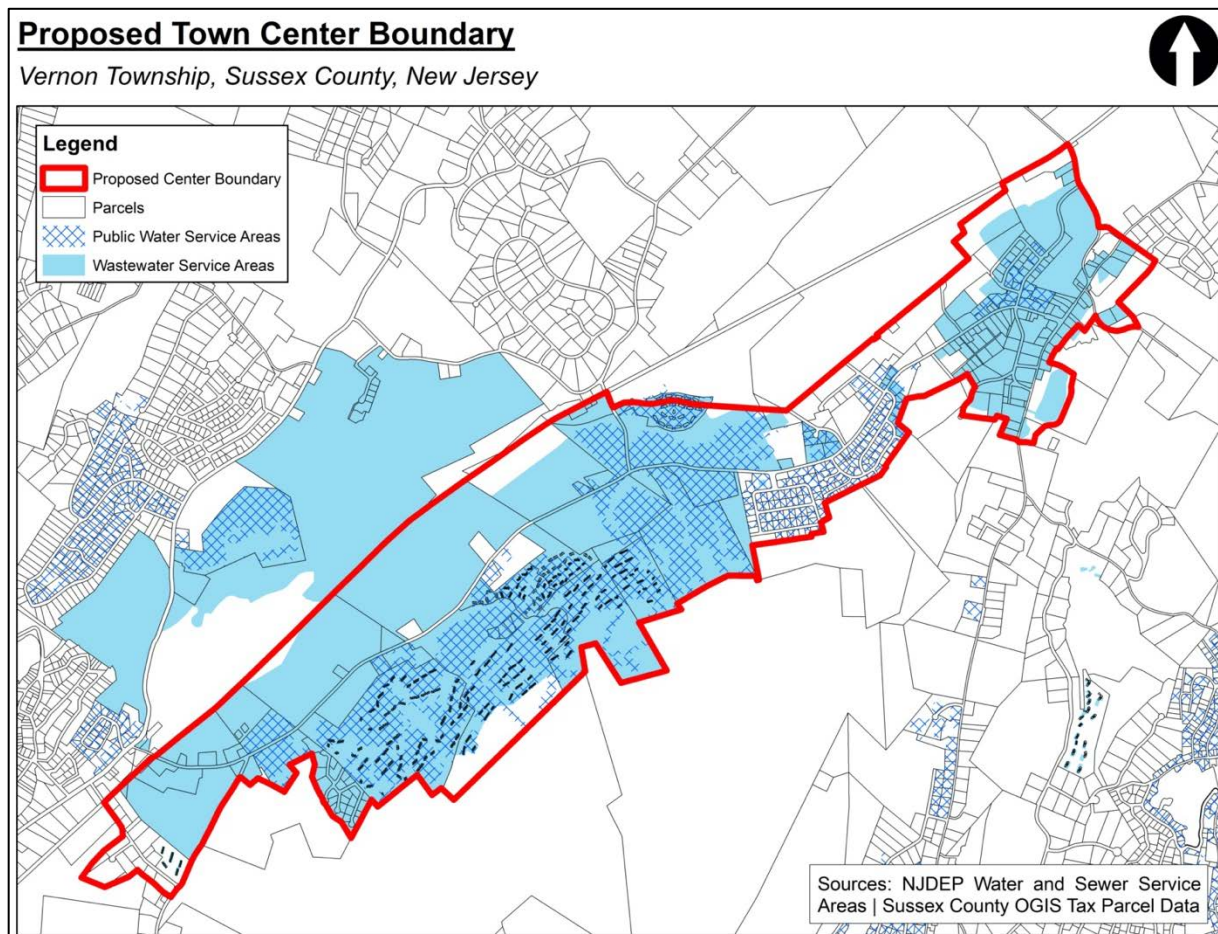 Proposed Town Center Boundary
Vernon Township, Sussex County, New Jersey
Legend
Proposed Center Boundary
Parcels
Public Water Service Areas
Wastewater Service Areas
Sources: NJDEP Water and Sewer Service
Areas | Sussex County OGIS Tax Parcel Data